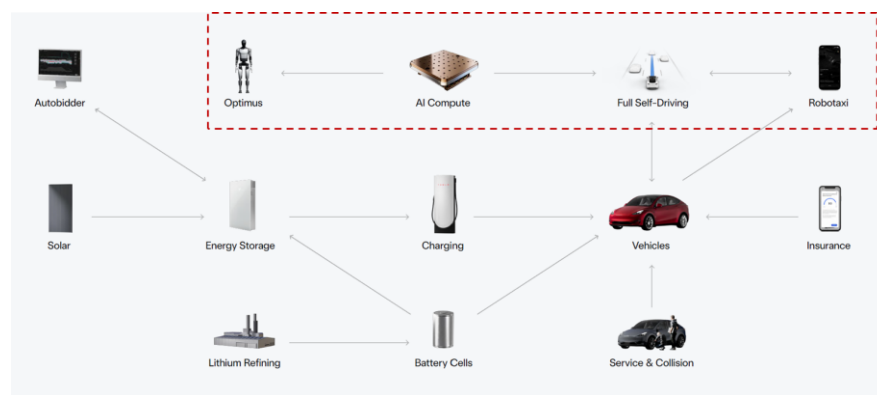 Autobidder
Optimus
AI Compute
Full Self-Driving
Robotaxi
Solar
Energy Storage
Charging
Vehicles
Insurance
Lithium Refining
Battery Cells
Service & Collision